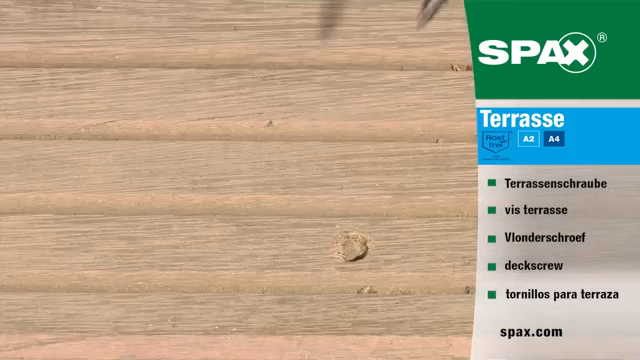 SPAX®
Terrasse
Rost frei
A2 A4
Terrassenschraube
vis terrasse
Vlonderschroef
deckscrew
tornillos para terraza
spax.com